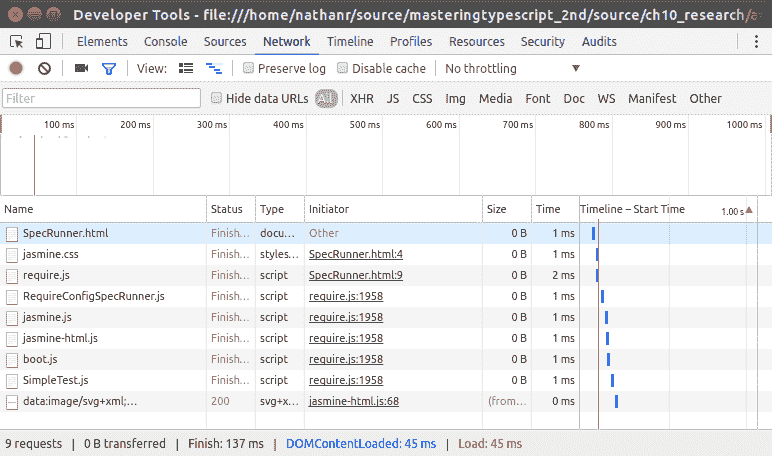 Developer Tools - file:///home/nathanr/source/masteringtypescript_2nd/source/ch10_research/
Elements Console Sources Network Timeline Profiles Resources Security Audits
View: Preserve log Disable cache No throttling
Filter Hide data URLs All XHR JS CSS Img Media Font Doc WS Manifest Other
100 ms 200 ms 300 ms 400 ms 500 ms 600 ms 700 ms 800 ms 900 ms 1000 ms
Name Status Type Initiator Size Time Timeline – Start Time 1.00 s
SpecRunner.html Finish… docu… Other 0 B 1 ms
jasmine.css Finish… styles… SpecRunner.html:4 0 B 1 ms
require.js Finish… script SpecRunner.html:9 0 B 2 ms
RequireConfigSpecRunner.js Finish… script require.js:1958 0 B 1 ms
jasmine.js Finish… script require.js:1958 0 B 1 ms
jasmine-html.js Finish… script require.js:1958 0 B 1 ms
boot.js Finish… script require.js:1958 0 B 1 ms
SimpleTest.js Finish… script require.js:1958 0 B 1 ms
data:image/svg+xml;… 200 svg+x… jasmine-html.js:68 (from… 0 ms
9 requests | 0 B transferred | Finish: 137 ms | DOMContentLoaded: 45 ms | Load: 45 ms